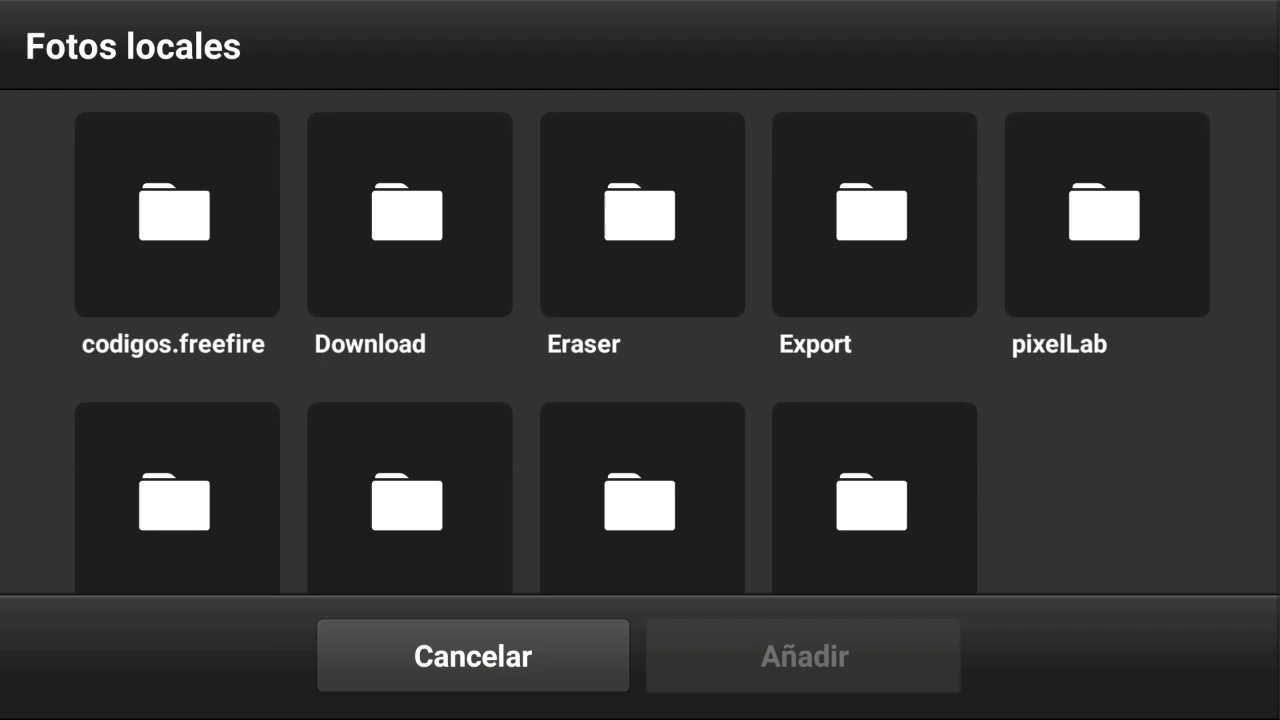 Fotos locales
codigos.freefire
Download
Eraser
Export
pixelLab
Cancelar
Añadir